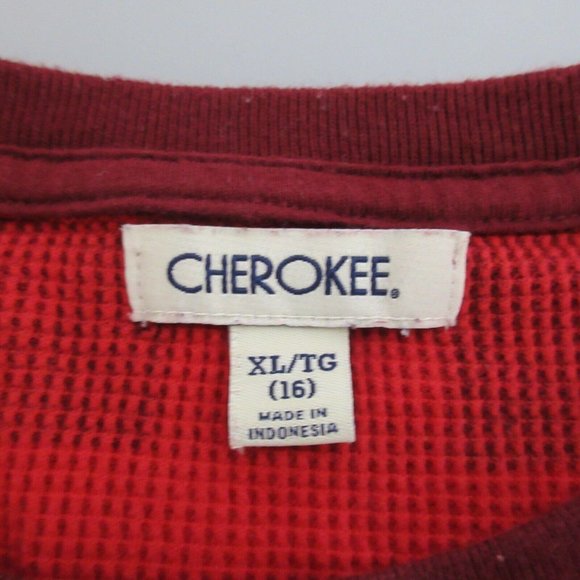 CHEROKEE®
XL/TG
(16)
MADE IN
INDONESIA